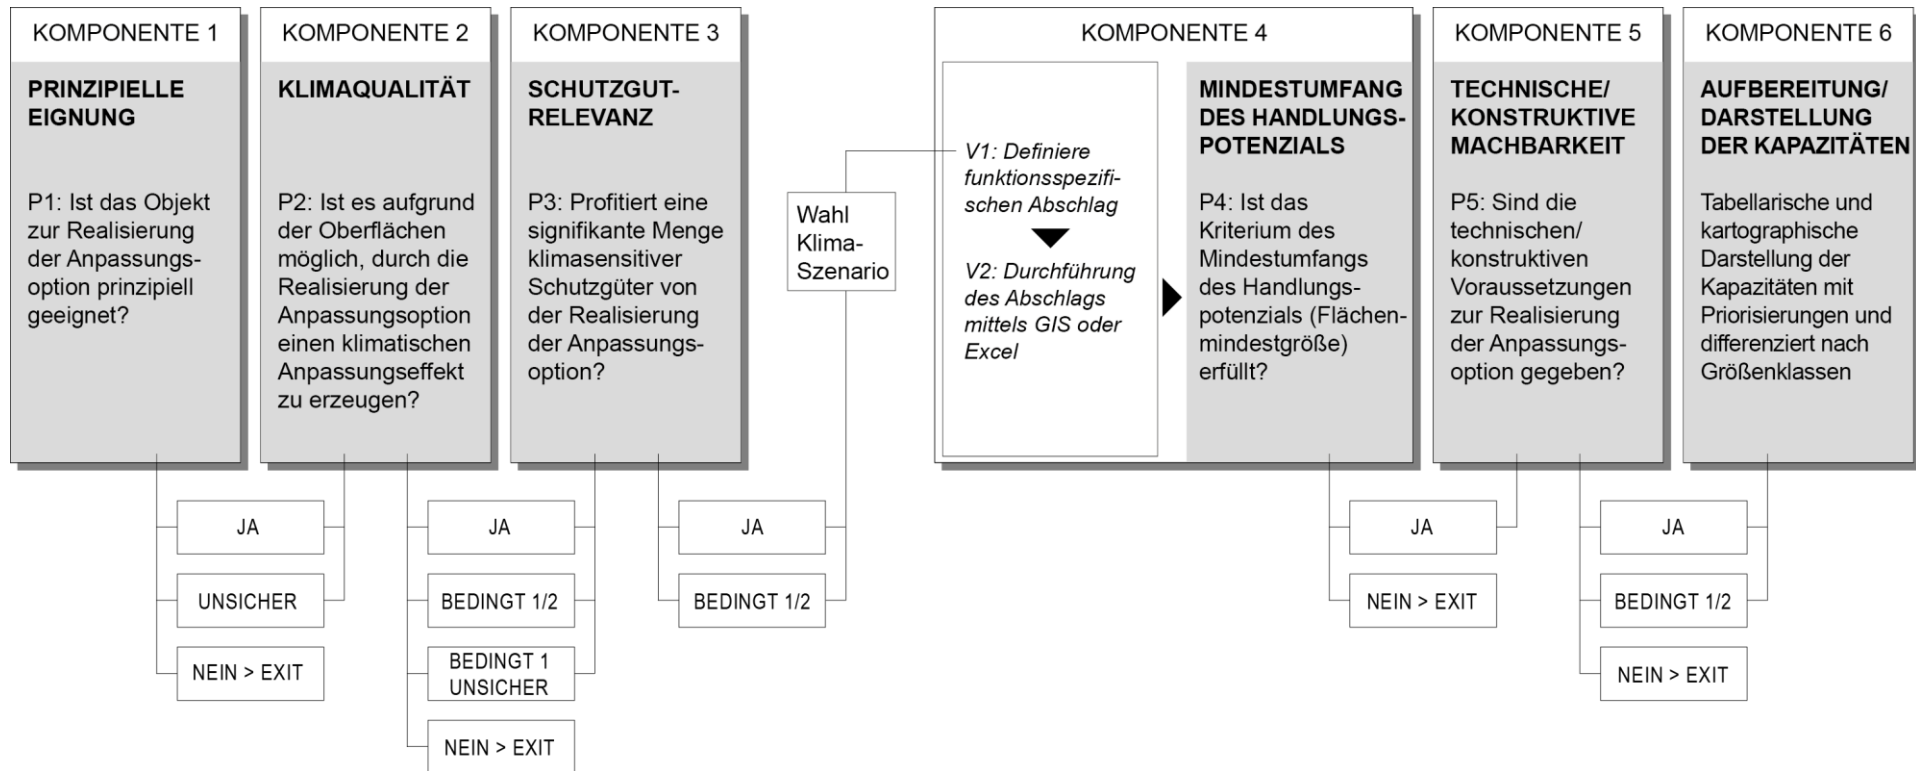 KOMPONENTE 1
PRINZIPIELLE
EIGNUNG
P1: Ist das Objekt
zur Realisierung
der Anpassungs-
option prinzipiell
geeignet?
JA
UNSICHER
NEIN > EXIT
KOMPONENTE 2
KLIMAQUALITÄT
P2: Ist es aufgrund
der Oberflächen
möglich, durch die
Realisierung der
Anpassungsoption
einen klimatischen
Anpassungseffekt
zu erzeugen?
JA
BEDINGT 1/2
BEDINGT 1
UNSICHER
NEIN > EXIT
KOMPONENTE 3
SCHUTZGUT-
RELEVANZ
P3: Profitiert eine
signifikante Menge
klimasensitiver
Schutzgüter von
der Realisierung
der Anpassungs-
option?
JA
BEDINGT 1/2
Wahl
Klima-
Szenario
KOMPONENTE 4
V1: Definiere
funktionsspezifi-
schen Abschlag
V2: Durchführung
des Abschlags
mittels GIS oder
Excel
MINDESTUMFANG
DES HANDLUNGS-
POTENZIALS
P4: Ist das
Kriterium des
Mindestumfangs
des Handlungs-
potenzials (Flächen-
mindestgröße)
erfüllt?
JA
NEIN > EXIT
KOMPONENTE 5
TECHNISCHE/
KONSTRUKTIVE
MACHBARKEIT
P5: Sind die
technischen/
konstruktiven
Voraussetzungen
zur Realisierung
der Anpassungs-
option gegeben?
JA
BEDINGT 1/2
NEIN > EXIT
KOMPONENTE 6
AUFBEREITUNG/
DARSTELLUNG
DER KAPAZITÄTEN
Tabellarische und
kartographische
Darstellung der
Kapazitäten mit
Priorisierungen und
differenziert nach
Größenklassen